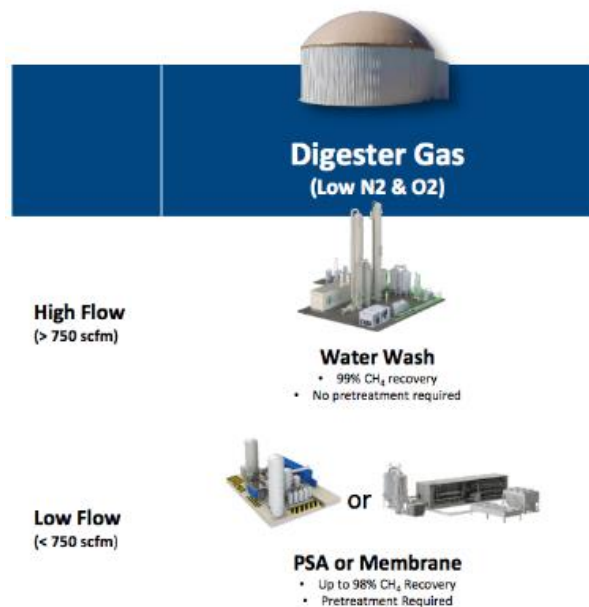 Digester Gas
(Low N2 & O2)
High Flow
(> 750 scfm)
Water Wash
• 99% CH₄ recovery
• No pretreatment required
or
Low Flow
(< 750 scfm)
PSA or Membrane
• Up to 98% CH₄ Recovery
• Pretreatment Required